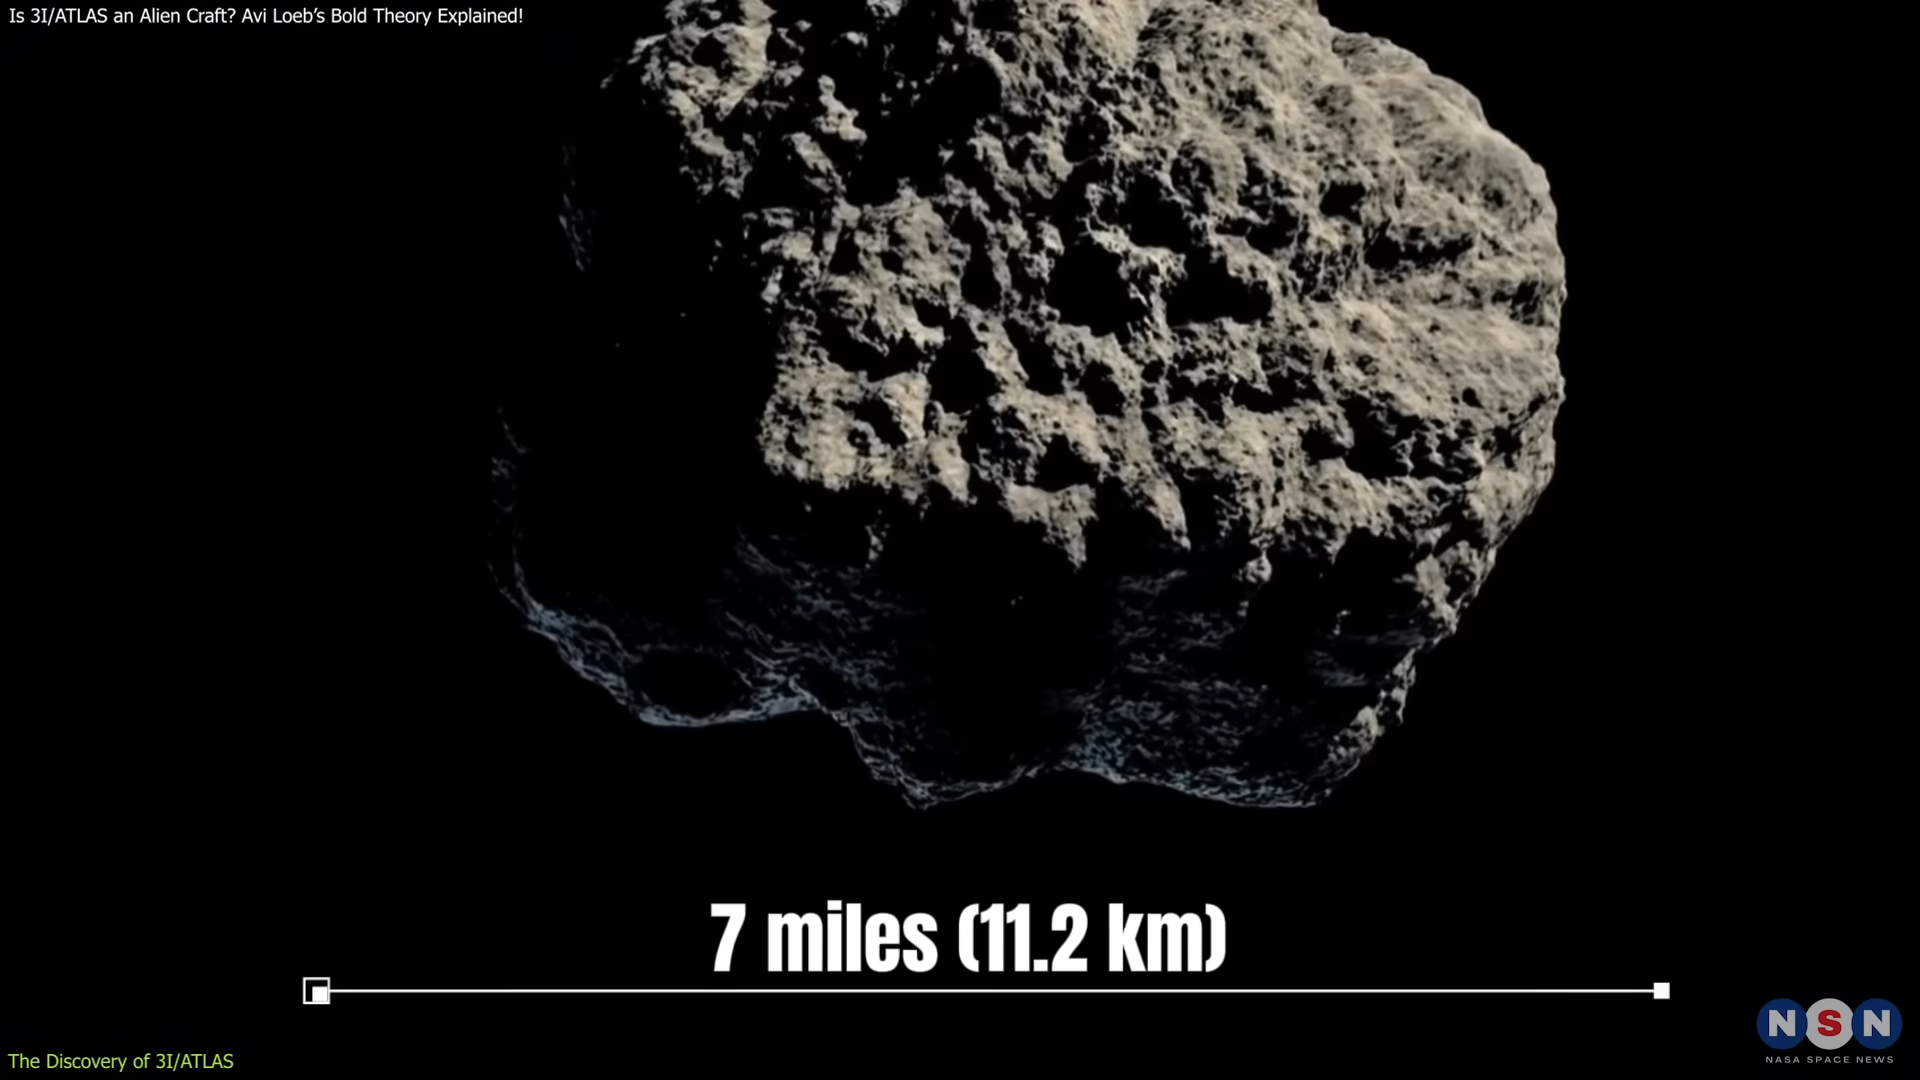 Is 3I/ATLAS an Alien Craft? Avi Loeb’s Bold Theory Explained!
7 miles (11.2 km)
The Discovery of 3I/ATLAS
NSN
NASA SPACE NEWS